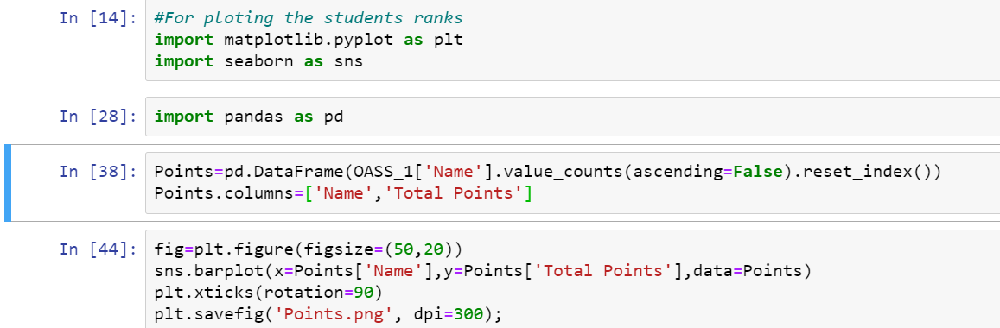 In [14]: #For ploting the students ranks
import matplotlib.pyplot as plt
import seaborn as sns
In [28]: import pandas as pd
In [38]: Points=pd.DataFrame(OASS_1['Name'].value_counts(ascending=False).reset_index())
Points.columns=['Name','Total Points']
In [44]: fig=plt.figure(figsize=(50,20))
sns.barplot(x=Points['Name'],y=Points['Total Points'],data=Points)
plt.xticks(rotation=90)
plt.savefig('Points.png', dpi=300);